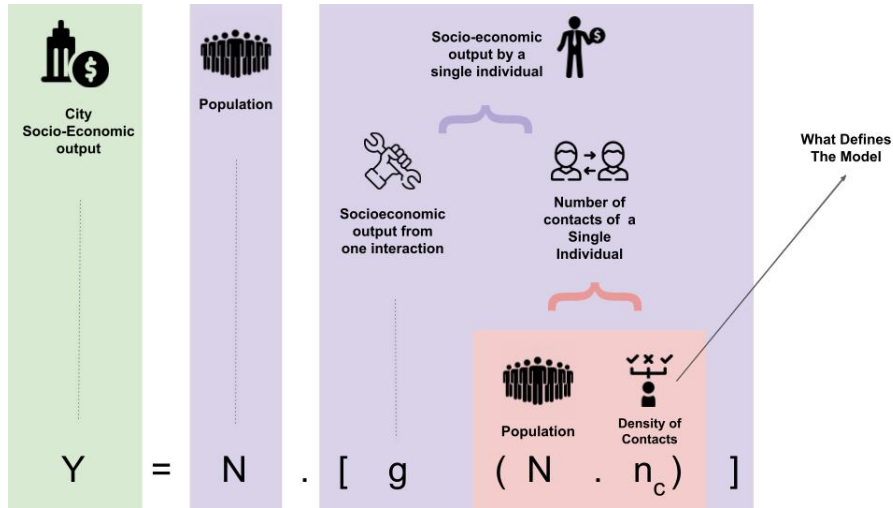 City
Socio-Economic
output
Population
Socio-economic
output by a
single individual
Socioeconomic
output from
one interaction
Number of
contacts of a
Single
Individual
What Defines
The Model
Population
Density of
Contacts
$
$
Y = N . [ g ( N . n_c ) ]